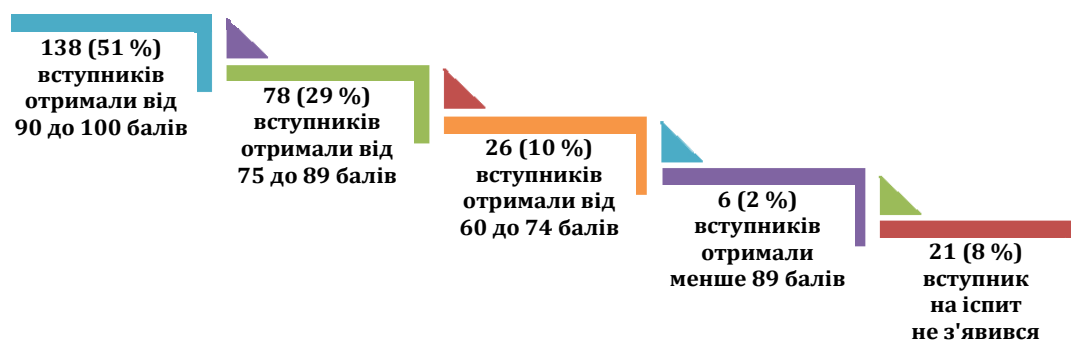 138 (51 %)
вступників
отримали від
90 до 100 балів
78 (29 %)
вступників
отримали від
75 до 89 балів
26 (10 %)
вступників
отримали від
60 до 74 балів
6 (2 %)
вступників
отримали
менше 89 балів
21 (8 %)
вступник
на іспит
не з'явився